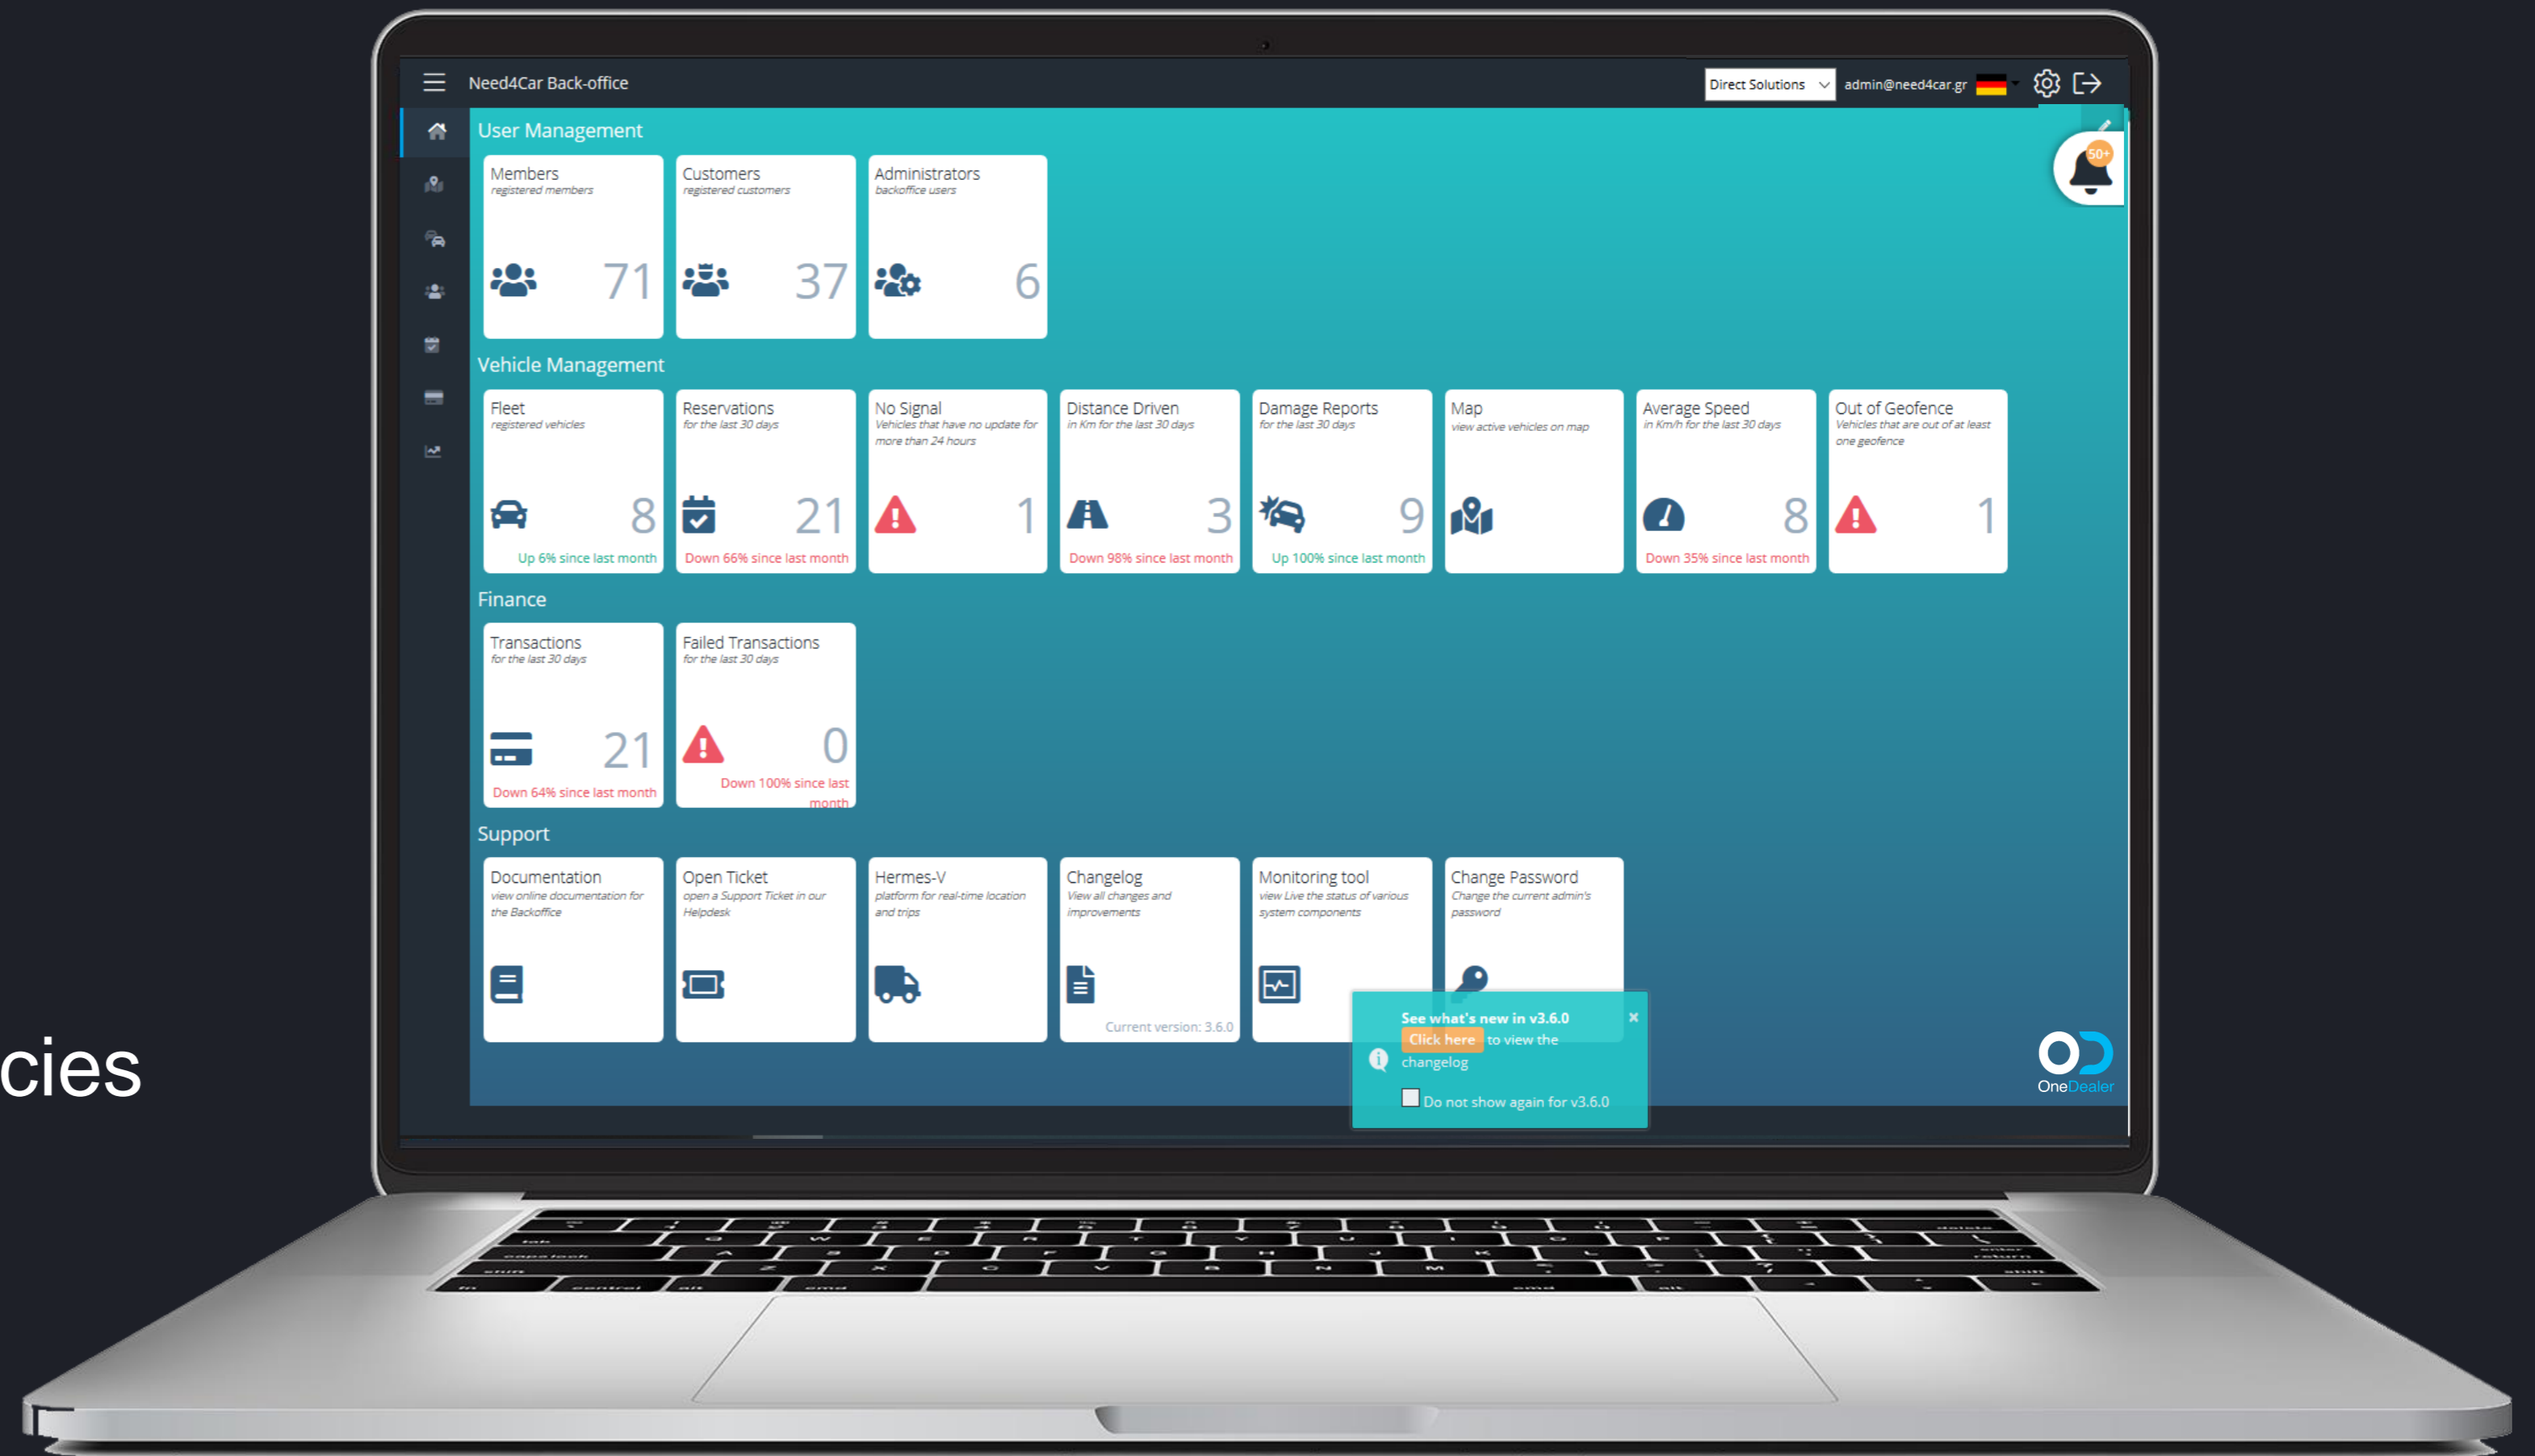 Need4Car Back-office
Direct Solutions
admin@need4car.gr
50+
User Management
Members
registered members
71
Customers
registered customers
37
Administrators
backoffice users
6
Vehicle Management
Fleet
registered vehicles
8
Up 6% since last month
Reservations
for the last 30 days
21
Down 66% since last month
No Signal
Vehicles that have no update for
more than 24 hours
1
Distance Driven
in Km for the last 30 days
3
Down 98% since last month
Damage Reports
for the last 30 days
9
Up 100% since last month
Map
view active vehicles on map
Average Speed
in Km/h for the last 30 days
8
Down 35% since last month
Out of Geofence
Vehicles that are out of at least
one geofence
1
Finance
Transactions
for the last 30 days
21
Down 64% since last month
Failed Transactions
for the last 30 days
0
Down 100% since last
month
Support
Documentation
view online documentation for
the Backoffice
Open Ticket
open a Support Ticket in our
Helpdesk
Hermes-V
platform for real-time location
and trips
Changelog
View all changes and
improvements
Current version: 3.6.0
Monitoring tool
view Live the status of various
system components
Change Password
Change the current admin's
password
See what's new in v3.6.0
Click here to view the
changelog
Do not show again for v3.6.0
OneDealer
cies